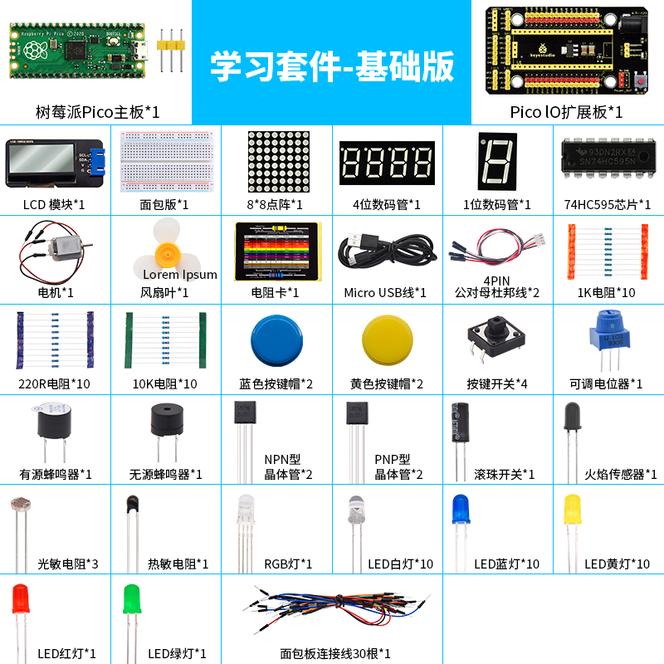 Raspberry Pi Pico ©2020
BOOTSEL
学习套件-基础版
keyestudio
树莓派Pico主板*1
Pico IO扩展板*1
93DN2RX
SN74HC595N
LCD 模块*1
面包版*1
8*8点阵*1
4位数码管*1
1位数码管*1
74HC595芯片*1
Lorem Ipsum
电机*1
风扇叶*1
电阻卡*1
Micro USB线*1
4PIN
公对母杜邦线*2
1K电阻*10
220R电阻*10
10K电阻*10
蓝色按键帽*2
黄色按键帽*2
按键开关*4
可调电位器*1
有源蜂鸣器*1
无源蜂鸣器*1
NPN型
晶体管*2
PNP型
晶体管*2
滚珠开关*1
火焰传感器*1
光敏电阻*3
热敏电阻*1
RGB灯*1
LED白灯*10
LED蓝灯*10
LED黄灯*10
LED红灯*1
LED绿灯*1
面包板连接线30根*1